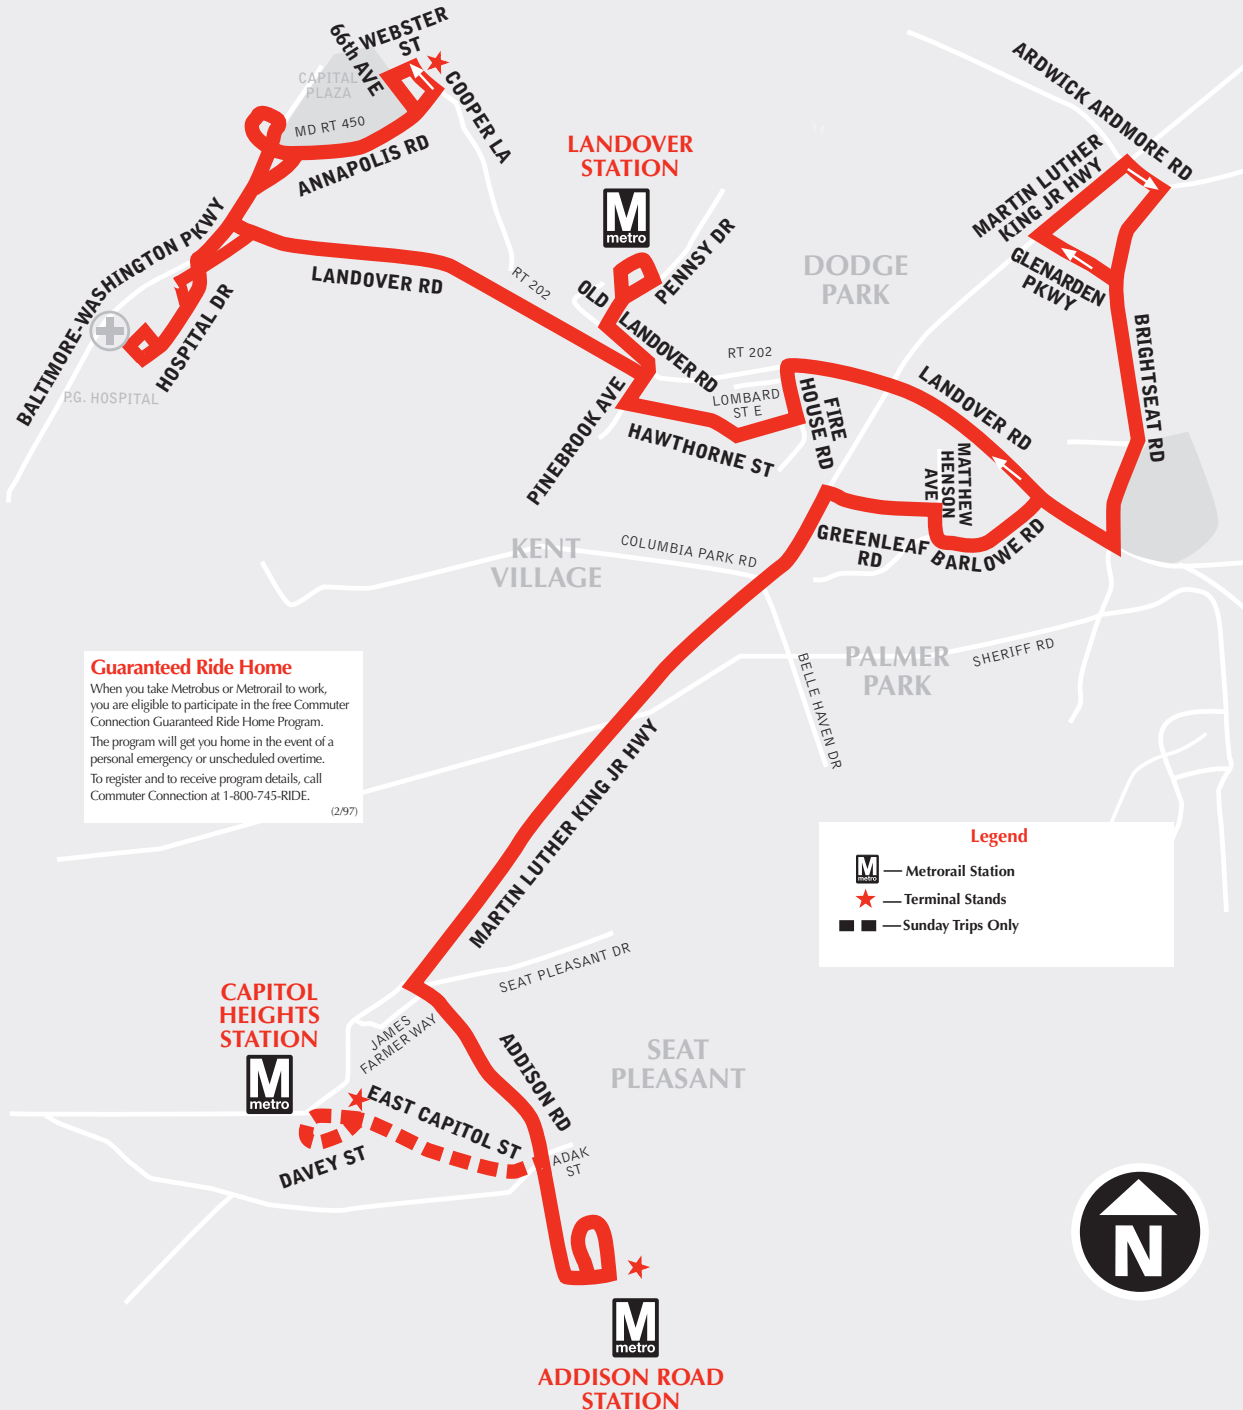 WEBSTER
ST
66th AVE
CAPITAL
PLAZA
MD RT 450
COOPER LA
ANNAPOLIS RD
ARDWICK ARDMORE RD
LANDOVER
STATION
M
metro
MARTIN LUTHER
KING JR HWY
BALTIMORE-WASHINGTON PKWY
LANDOVER RD
RT 202
OLD
LANDOVER RD
PENNSY DR
DODGE
PARK
GLENARDEN
PKWY
HOSPITAL DR
P.G. HOSPITAL
BRIGHTSEAT RD
RT 202
LOMBARD
ST E
FIRE
HOUSE RD
LANDOVER RD
PINEBROOK AVE
HAWTHORNE ST
MATTHEW
HENSON
AVE
GREENLEAF
RD
BARLOWE RD
KENT
VILLAGE
COLUMBIA PARK RD
BELLE HAVEN DR
PALMER
PARK
SHERIFF RD
Guaranteed Ride Home
When you take Metrobus or Metrorail to work,
you are eligible to participate in the free Commuter
Connection Guaranteed Ride Home Program.
The program will get you home in the event of a
personal emergency or unscheduled overtime.
To register and to receive program details, call
Commuter Connection at 1-800-745-RIDE.
(2/97)
MARTIN LUTHER KING JR HWY
Legend
M
metro
— Metrorail Station
— Terminal Stands
— Sunday Trips Only
SEAT PLEASANT DR
CAPITOL
HEIGHTS
STATION
M
metro
JAMES
FARMER WAY
ADDISON RD
SEAT
PLEASANT
EAST CAPITOL ST
DAVEY ST
ADAK
ST
N
M
metro
ADDISON ROAD
STATION